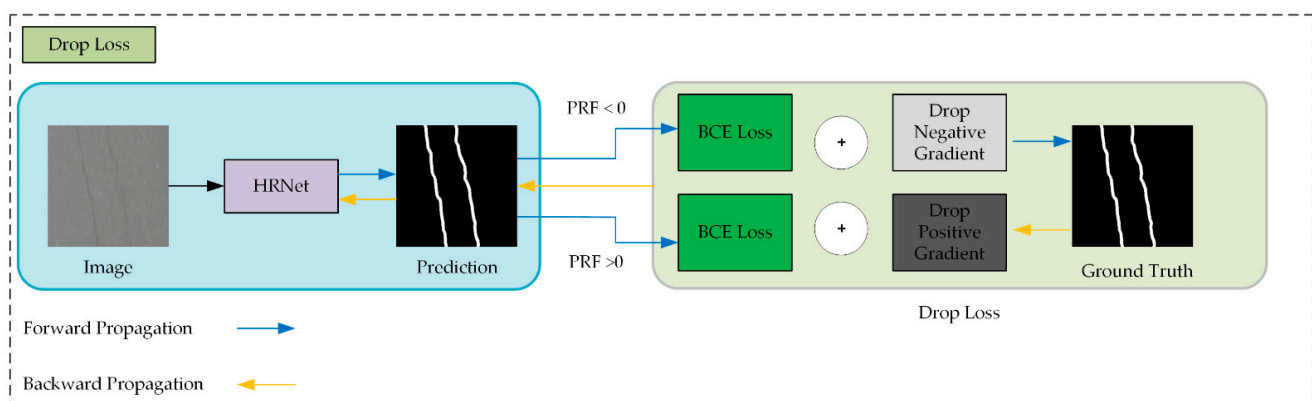 Drop Loss
PRF < 0
BCE Loss
+
Drop
Negative
Gradient
HRNet
BCE Loss
+
Drop
Positive
Gradient
Image
Prediction
PRF >0
Ground Truth
Drop Loss
Forward Propagation
Backward Propagation